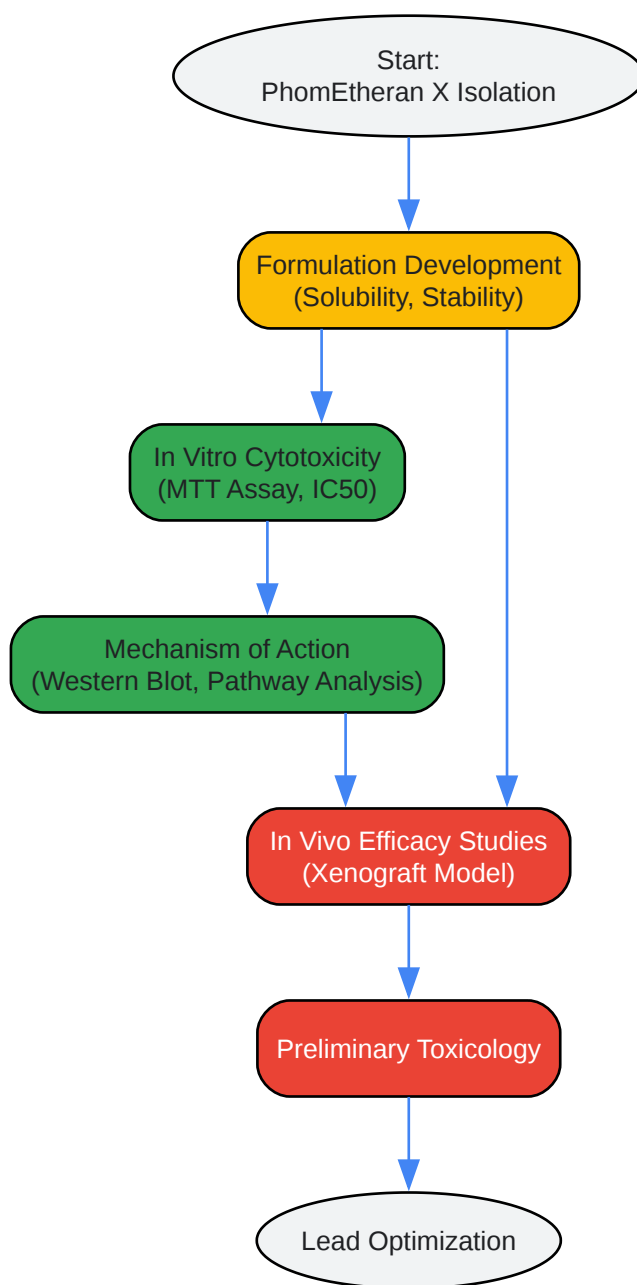 Start:
PhomEtheran X Isolation
Formulation Development
(Solubility, Stability)
In Vitro Cytotoxicity
(MTT Assay, IC50)
Mechanism of Action
(Western Blot, Pathway Analysis)
In Vivo Efficacy Studies
(Xenograft Model)
Preliminary Toxicology
Lead Optimization